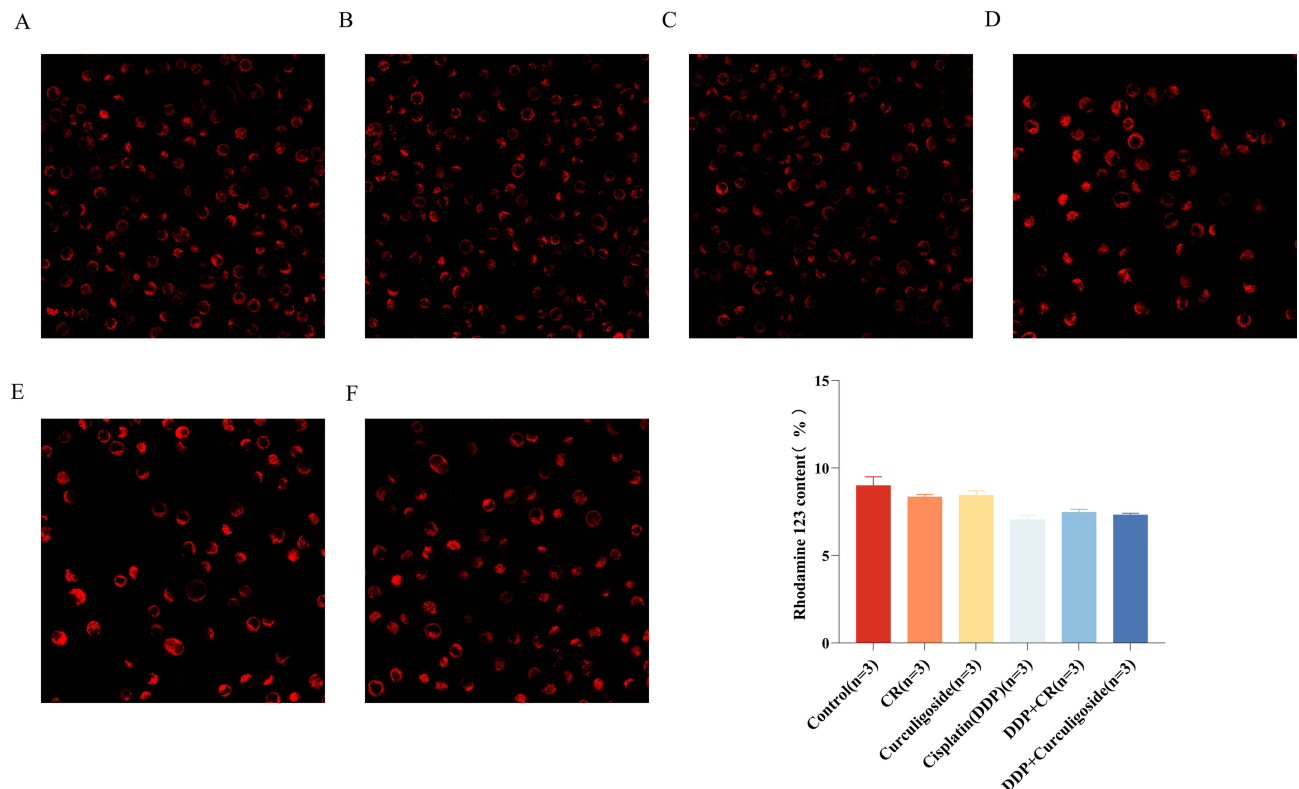 A
B
C
D
E
F
Rhodamine 123 content( % )
15
10
5
0
Control(n=3)
CR(n=3)
Curculigoside(n=3)
Cisplatin(DDP)(n=3)
DDP+CR(n=3)
DDP+Curculigoside(n=3)